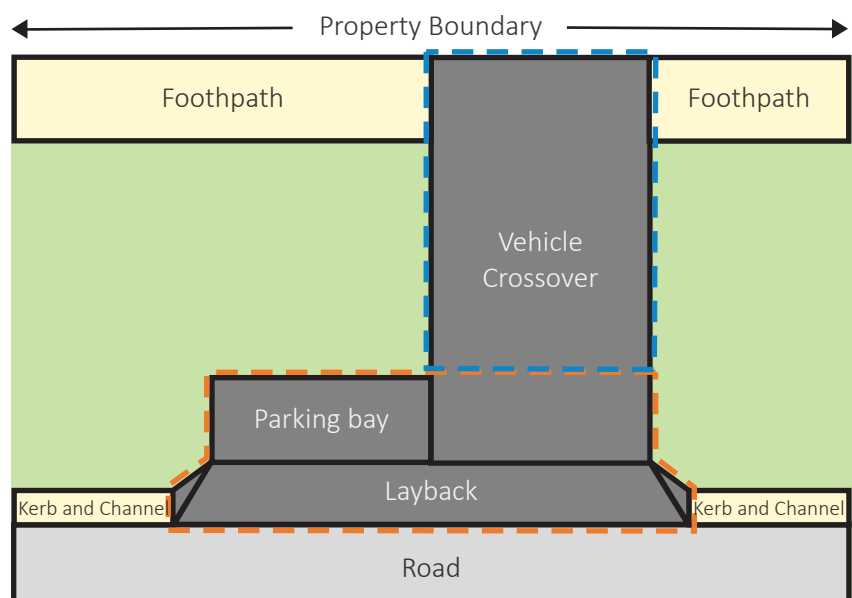 Property Boundary
Foothpath
Foothpath
Vehicle
Crossover
Parking bay
Layback
Kerb and Channel
Kerb and Channel
Road